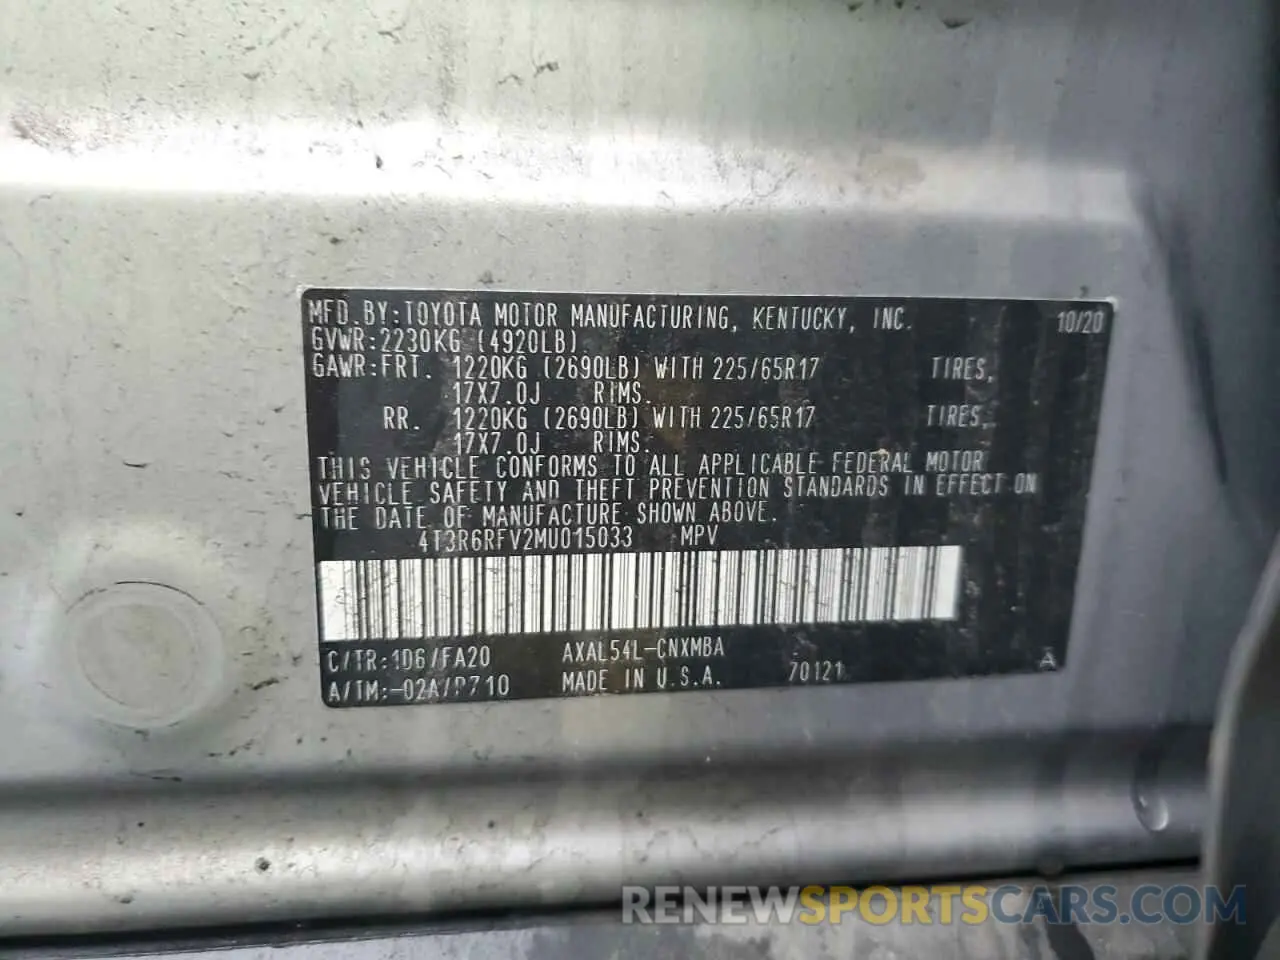 MFD.BY:TOYOTA MOTOR MANUFACTURING, KENTUCKY, INC. 10/20
GVWR:2230KG (4920LB)
GAWR:FRT. 1220KG (2690LB) WITH 225/65R17 TIRES,
17X7.0J RIMS.
RR. 1220KG (2690LB) WITH 225/65R17 TIRES,
17X7.0J RIMS.
THIS VEHICLE CONFORMS TO ALL APPLICABLE FEDERAL MOTOR
VEHICLE SAFETY AND THEFT PREVENTION STANDARDS IN EFFECT ON
THE DATE OF MANUFACTURE SHOWN ABOVE.
4T3R6RFV2MU015033 MPV
C/TR:1D6/FA20 AXAL54L-CNXMBA
A/TM:-02A/P710 MADE IN U.S.A. 70121 A
RENEWSPORTSCARS.COM